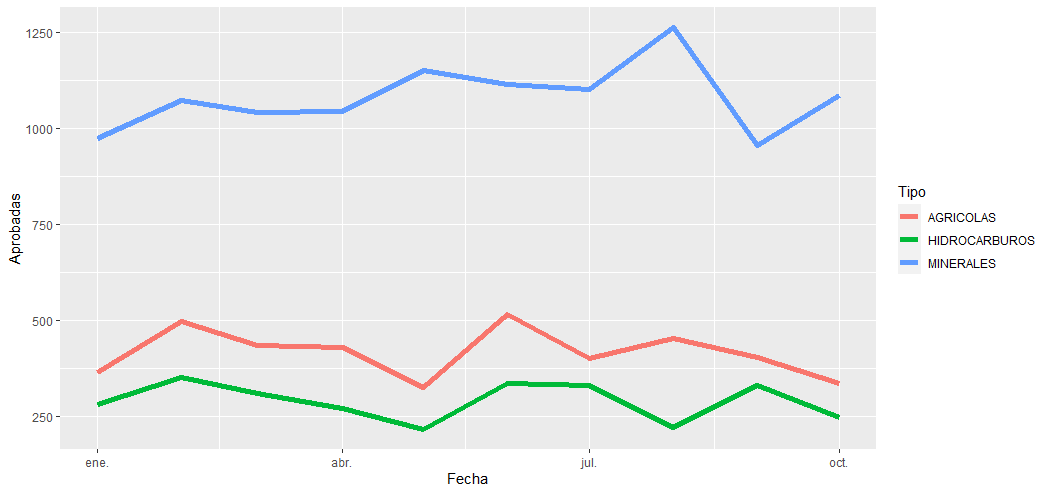 1250
1000
750
500
250
Aprobadas
ene.
abr.
jul.
oct.
Fecha
Tipo
AGRICOLAS
HIDROCARBUROS
MINERALES